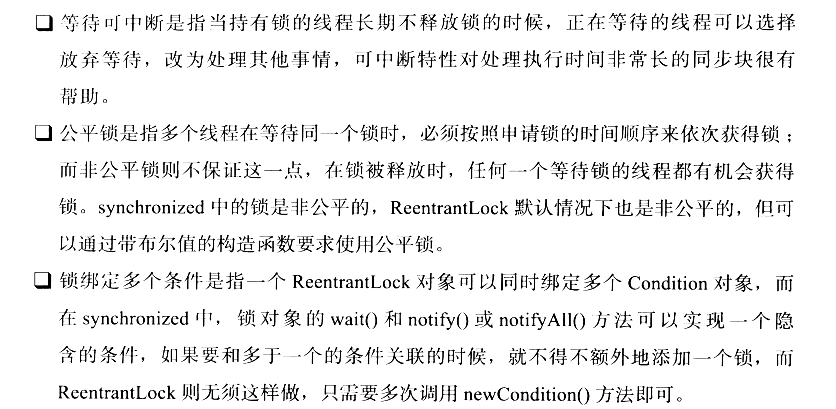 ❑ 等待可中断是指当持有锁的线程长期不释放锁的时候，正在等待的线程可以选择
放弃等待，改为处理其他事情，可中断特性对处理执行时间非常长的同步块很有
帮助。
❑ 公平锁是指多个线程在等待同一个锁时，必须按照申请锁的时间顺序来依次获得锁；
而非公平锁则不保证这一点，在锁被释放时，任何一个等待锁的线程都有机会获得
锁。synchronized 中的锁是非公平的，ReentrantLock 默认情况下也是非公平的，但可
以通过带布尔值的构造函数要求使用公平锁。
❑ 锁绑定多个条件是指一个 ReentrantLock 对象可以同时绑定多个 Condition 对象，而
在 synchronized 中，锁对象的 wait() 和 notify() 或 notifyAll() 方法可以实现一个隐
含的条件，如果要和多于一个的条件关联的时候，就不得不额外地添加一个锁，而
ReentrantLock 则无须这样做，只需要多次调用 newCondition() 方法即可。